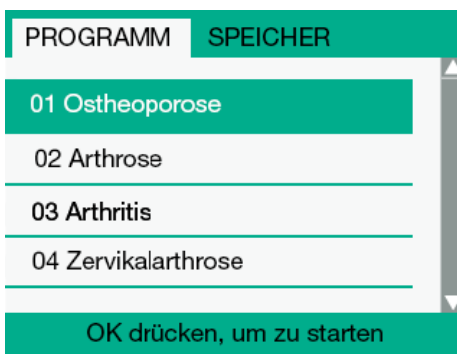 PROGRAMM SPEICHER
01 Ostheoporose
02 Arthrose
03 Arthritis
04 Zervikalarthrose
OK drücken, um zu starten